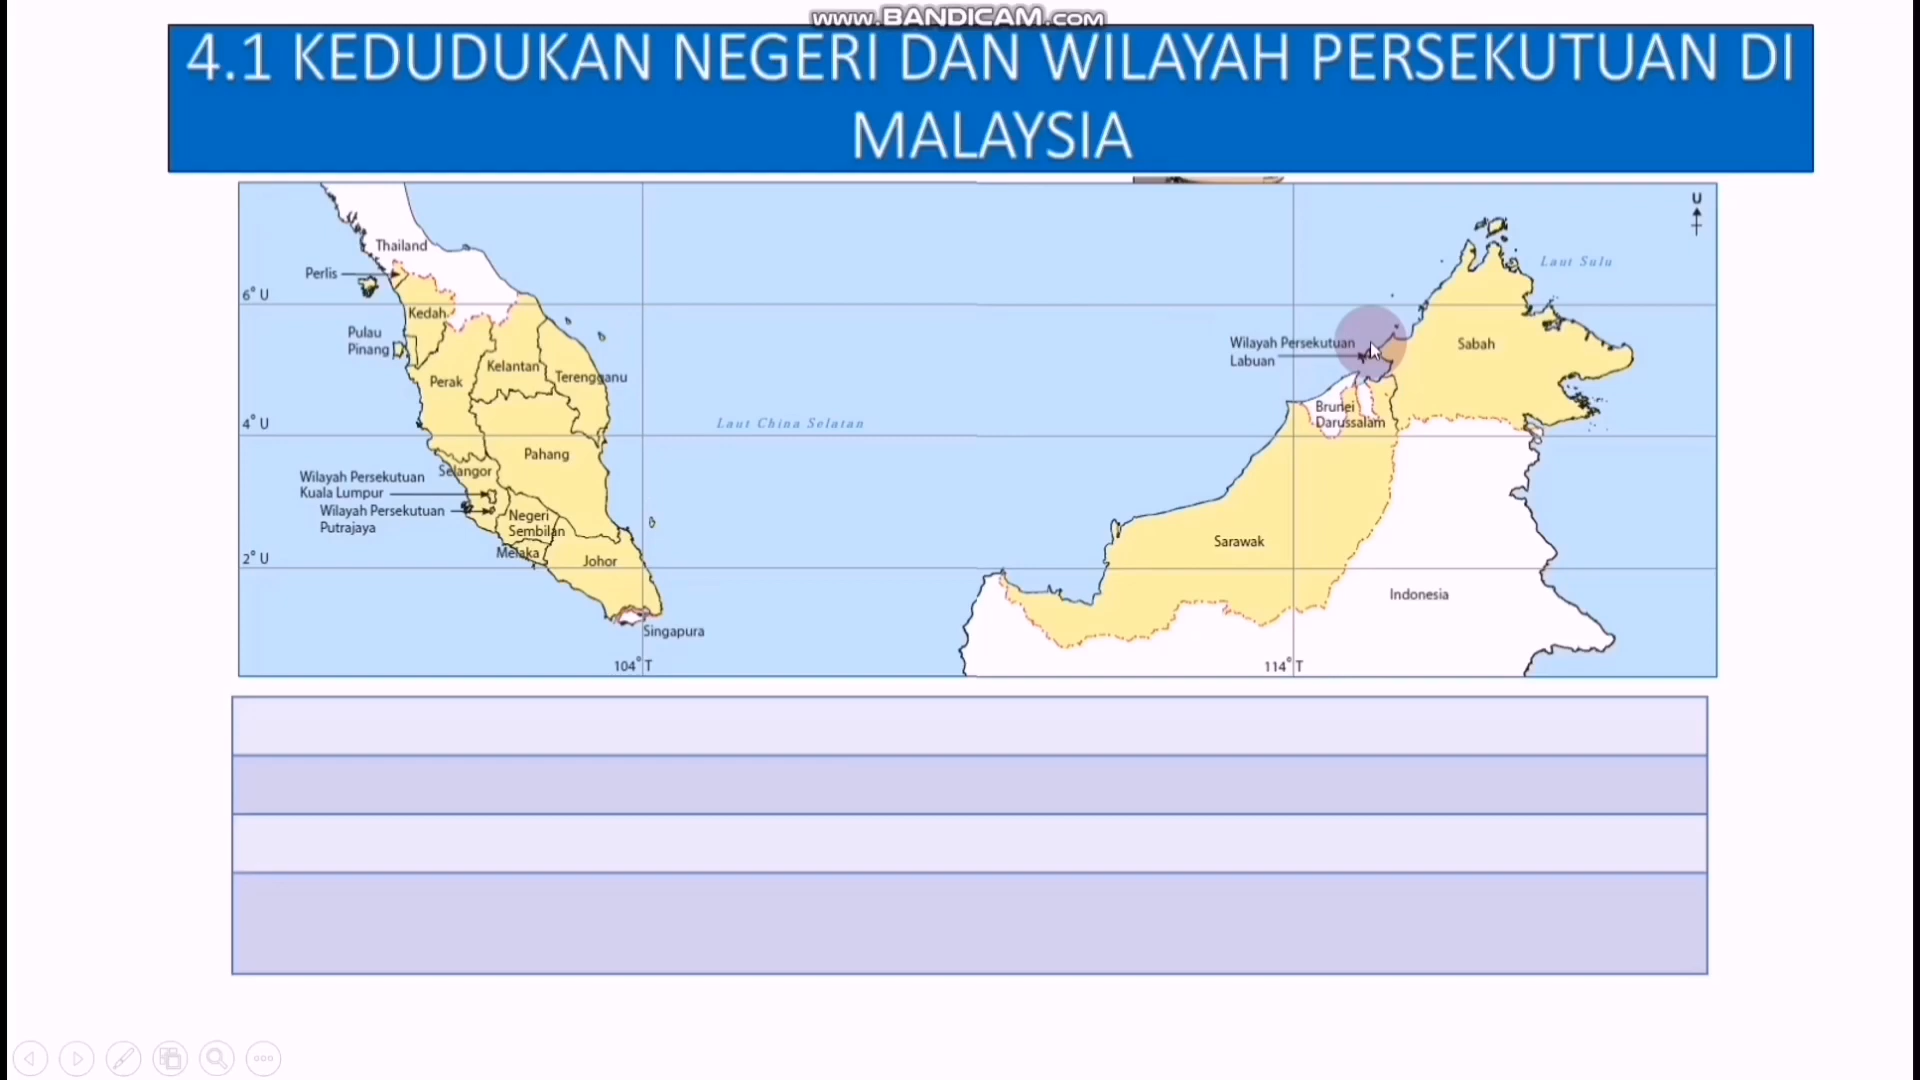 www.BANDICAM.com
4.1 KEDUDUKAN NEGERI DAN WILAYAH PERSEKUTUAN DI
MALAYSIA
U
Thailand
Laut Sulu
Perlis
6° U
Kedah
Pulau
Pinang
Wilayah Persekutuan
Labuan
Sabah
Kelantan
Terengganu
Perak
Brunei
Darussalam
4° U
Laut China Selatan
Pahang
Selangor
Wilayah Persekutuan
Kuala Lumpur
Wilayah Persekutuan
Putrajaya
Negeri
Sembilan
Melaka
Johor
2° U
Sarawak
Indonesia
Singapura
104° T
114° T